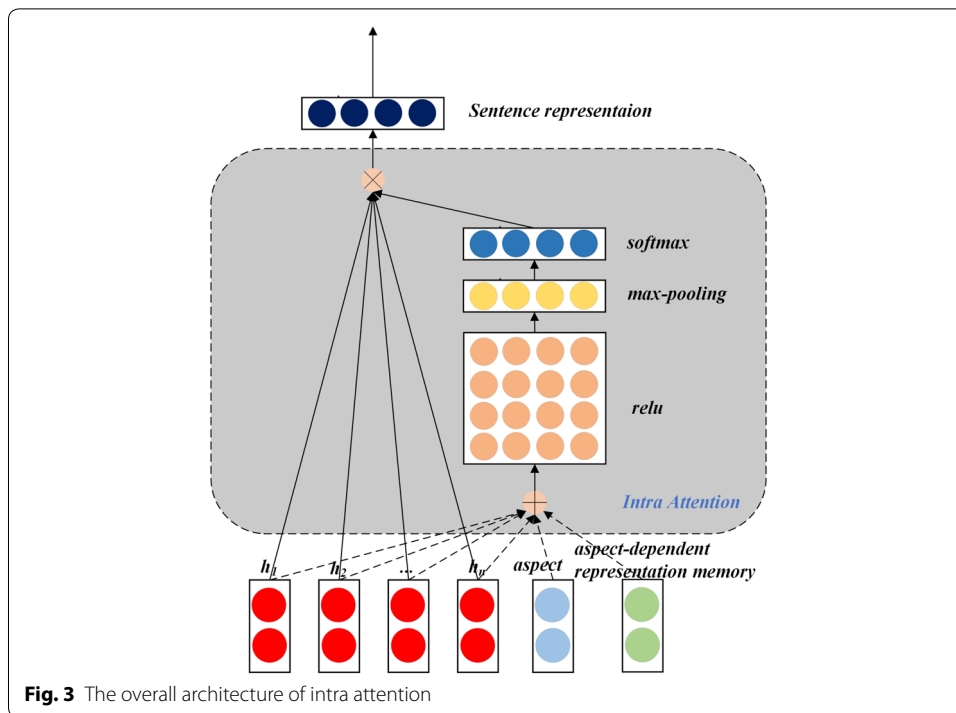 Sentence representaion
softmax
max-pooling
relu
Intra Attention
h1 h2 ... hn aspect aspect-dependent
representation memory
Fig. 3 The overall architecture of intra attention